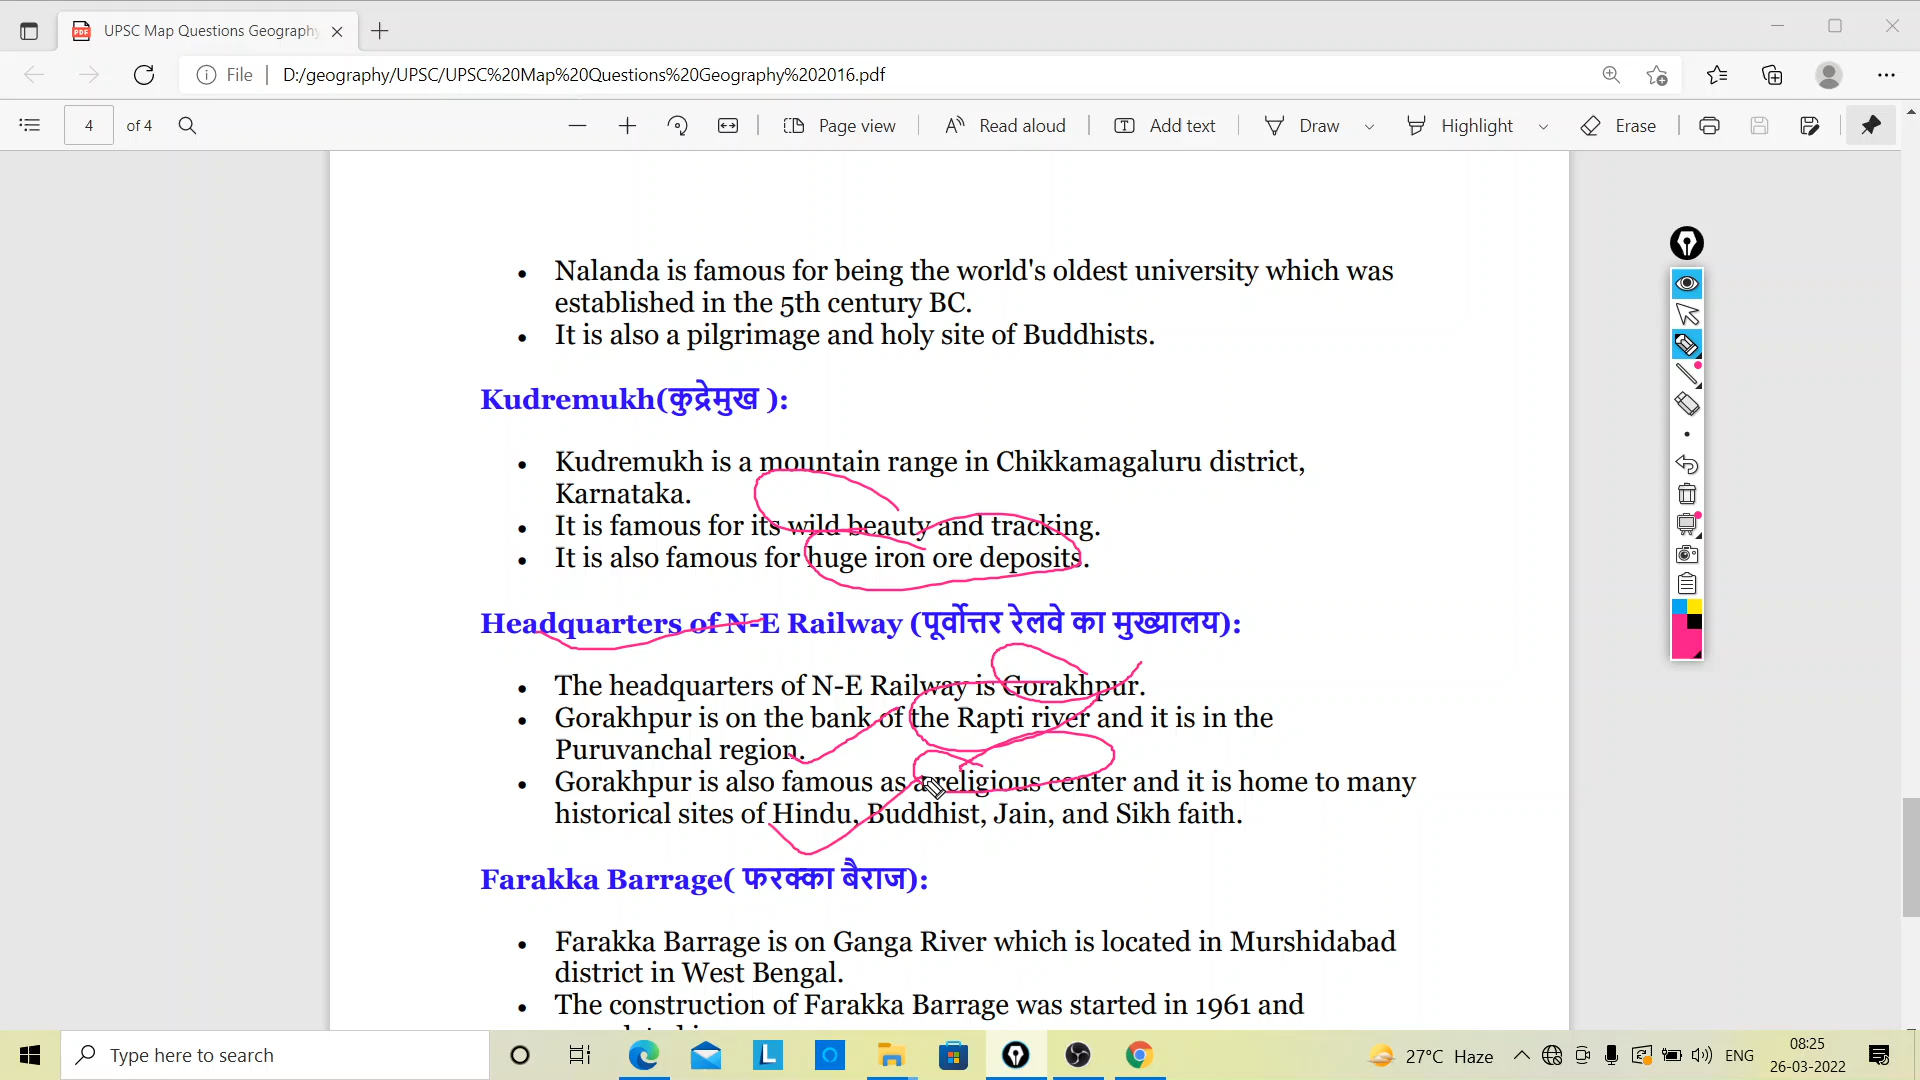 UPSC Map Questions Geography
File
D:/geography/UPSC/UPSC%20Map%20Questions%20Geography%202016.pdf
4 of 4
Page view
Read aloud
Add text
Draw
Highlight
Erase
• Nalanda is famous for being the world's oldest university which was
established in the 5th century BC.
• It is also a pilgrimage and holy site of Buddhists.
Kudremukh(कुद्रेमुख ):
• Kudremukh is a mountain range in Chikkamagaluru district,
Karnataka.
• It is famous for its wild beauty and tracking.
• It is also famous for huge iron ore deposits.
Headquarters of N-E Railway (पूर्वोत्तर रेलवे का मुख्यालय):
• The headquarters of N-E Railway is Gorakhpur.
• Gorakhpur is on the bank of the Rapti river and it is in the
Puruvanchal region.
• Gorakhpur is also famous as a religious center and it is home to many
historical sites of Hindu, Buddhist, Jain, and Sikh faith.
Farakka Barrage( फरक्का बैराज):
• Farakka Barrage is on Ganga River which is located in Murshidabad
district in West Bengal.
• The construction of Farakka Barrage was started in 1961 and
Type here to search
27°C Haze
ENG
08:25
26-03-2022